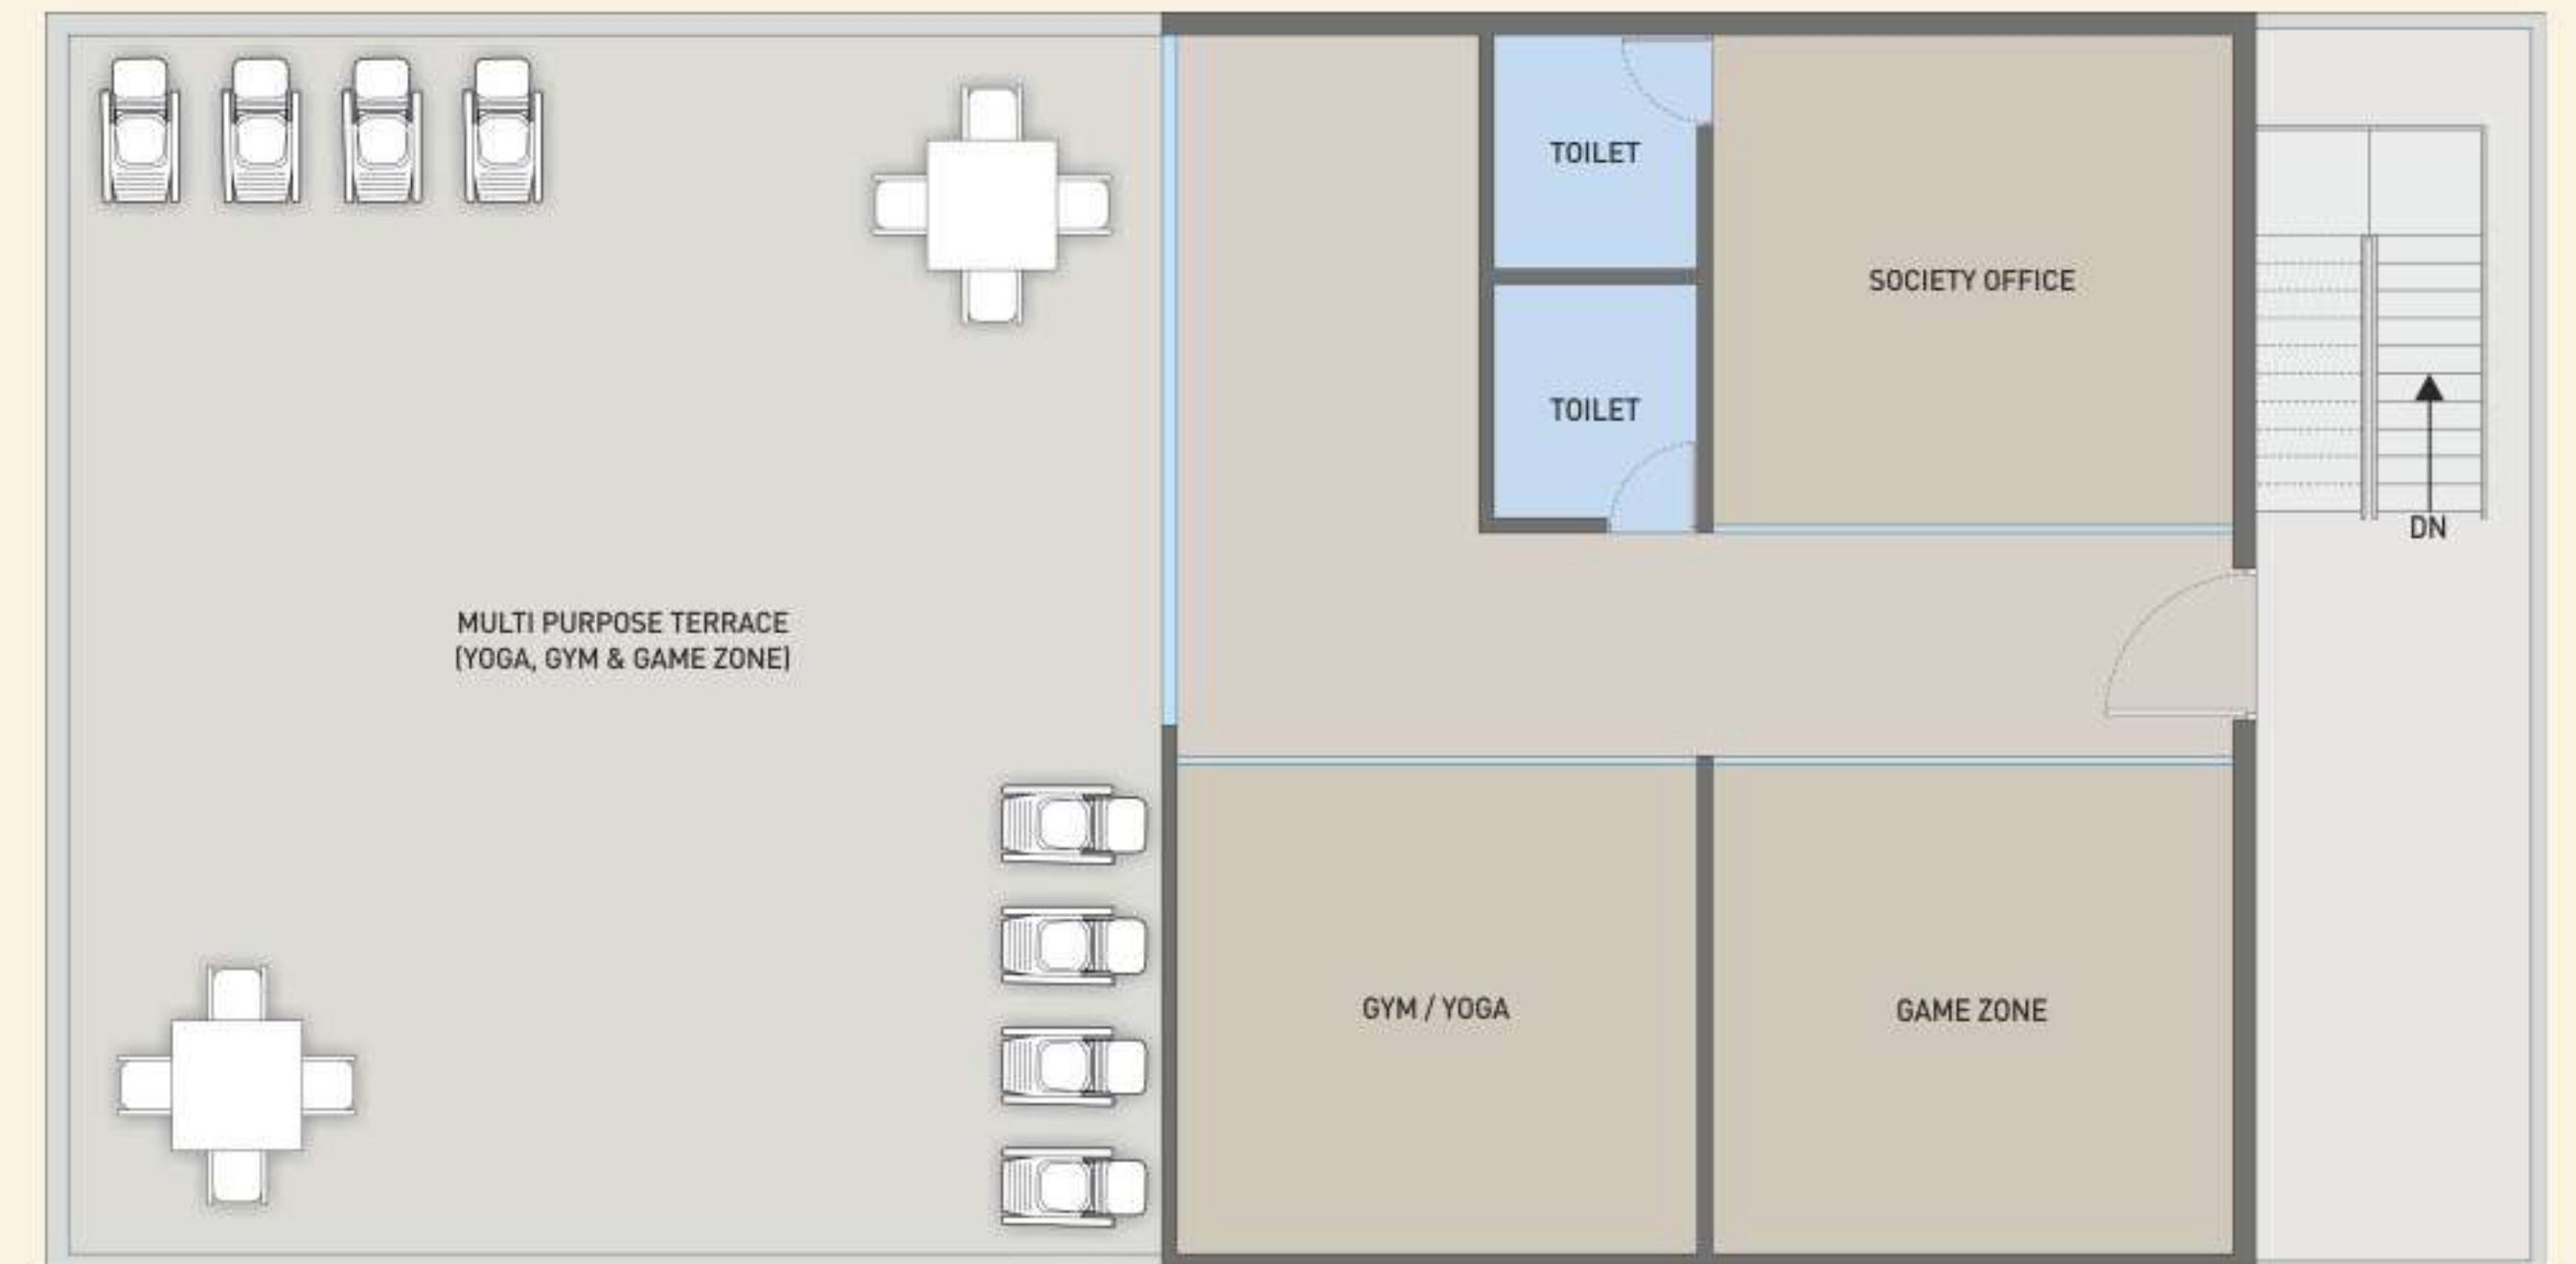 TOILET
SOCIETY OFFICE
TOILET
DN
MULTI PURPOSE TERRACE
(YOGA, GYM & GAME ZONE)
GYM / YOGA
GAME ZONE